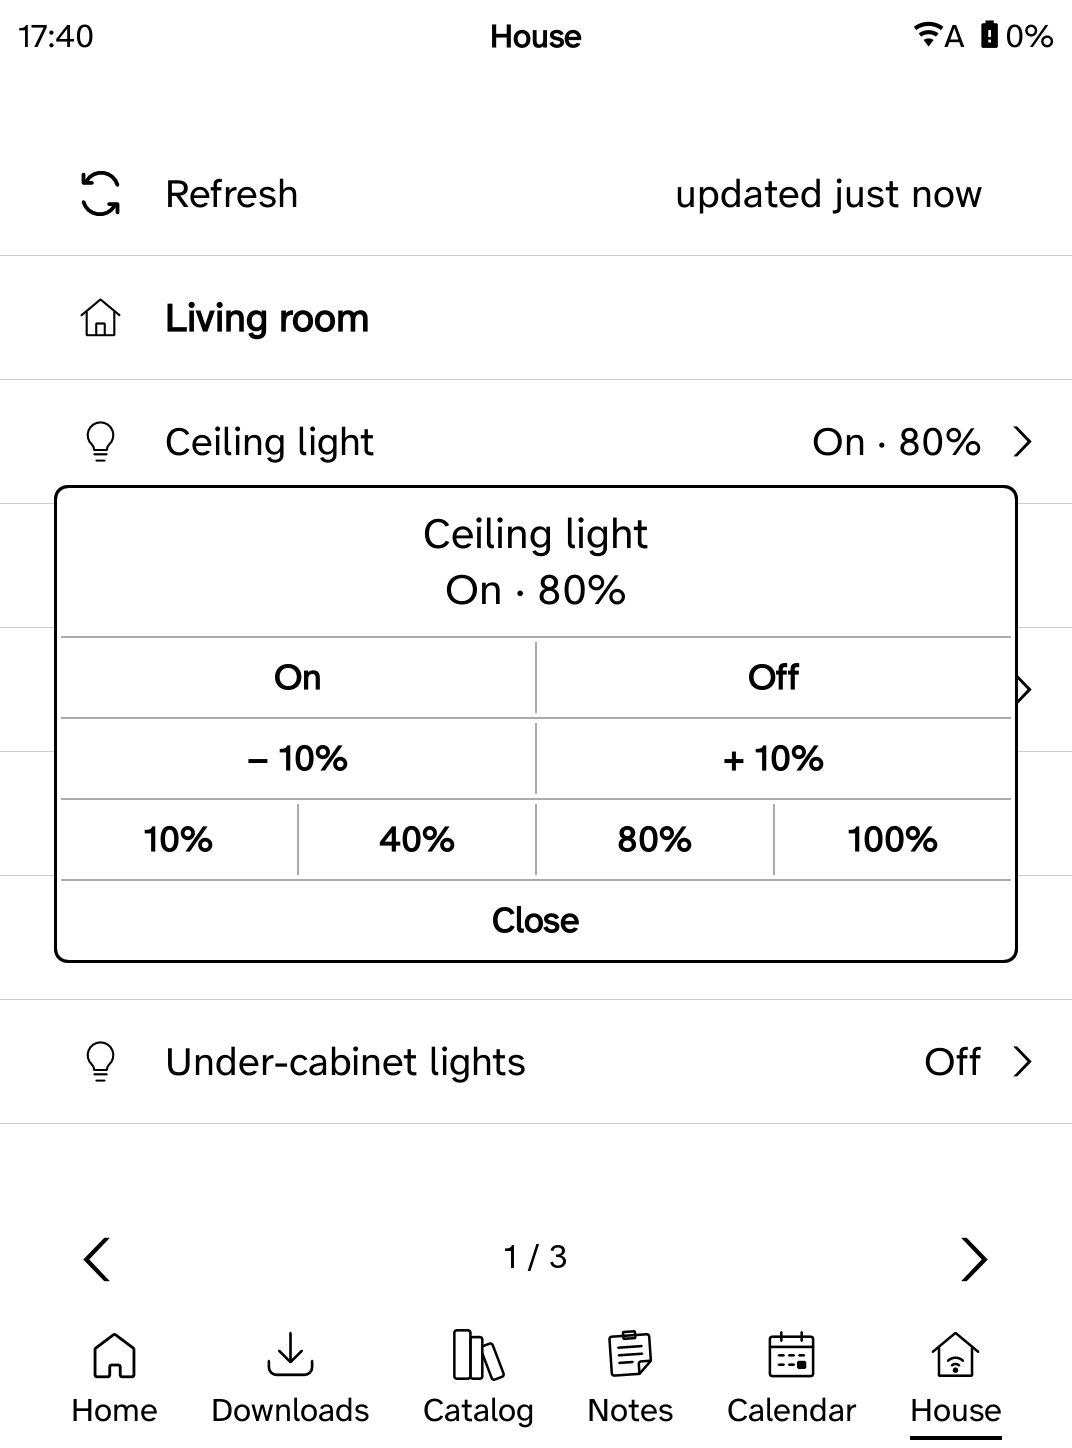 17:40 House A 0%
Refresh updated just now
Living room
Ceiling light On · 80%
Ceiling light
On · 80%
On Off
– 10% + 10%
10% 40% 80% 100%
Close
Under-cabinet lights Off
1 / 3
Home Downloads Catalog Notes Calendar House